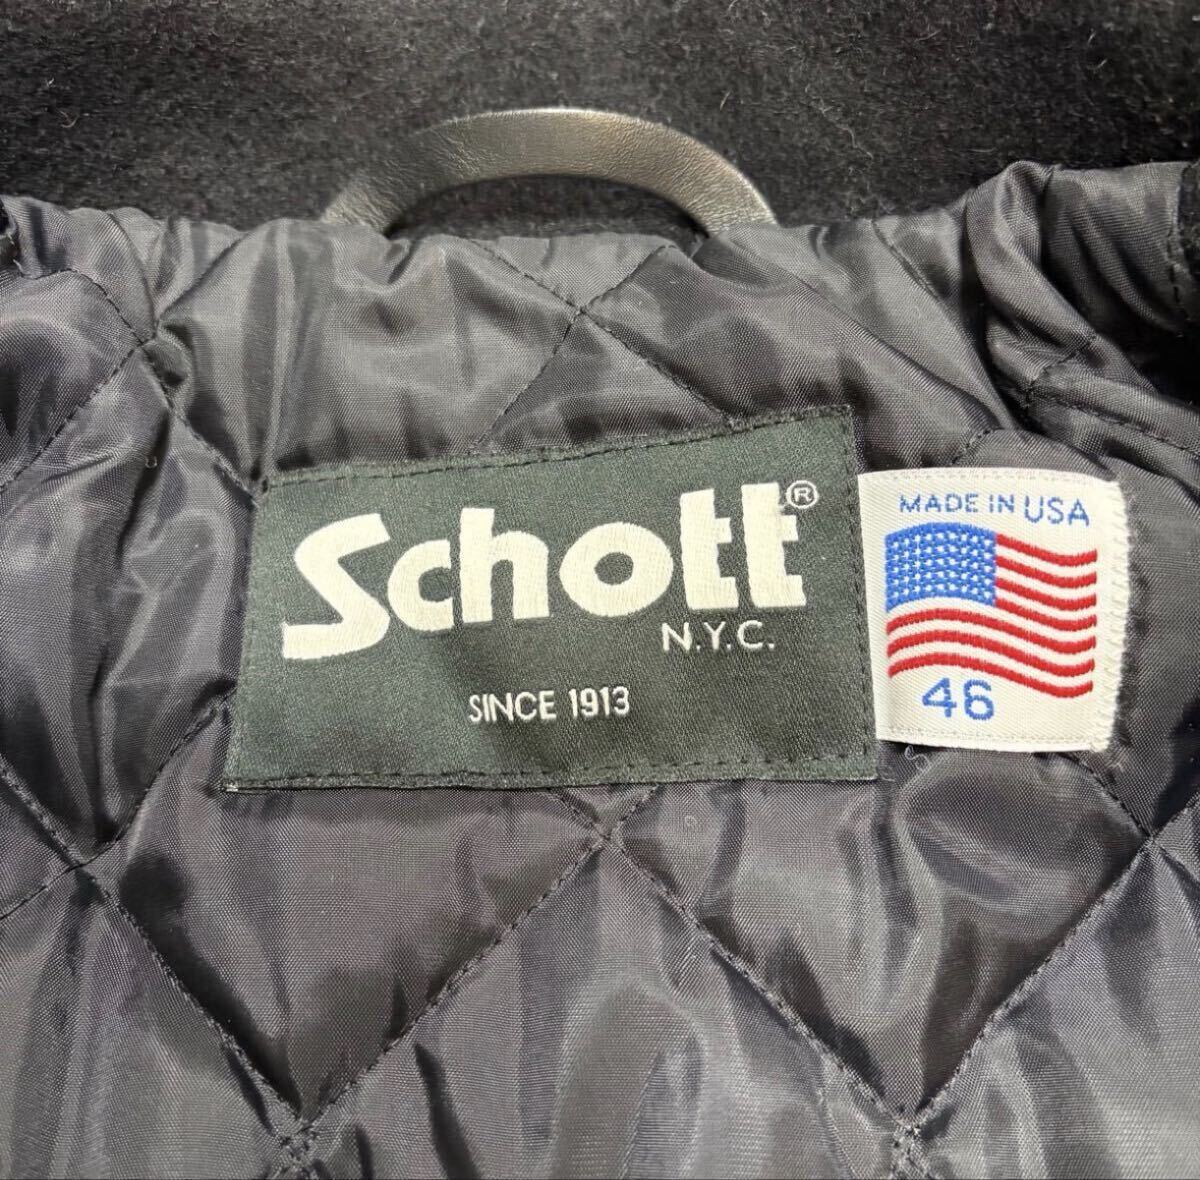 Schott®
N.Y.C.
SINCE 1913
MADE IN USA
46